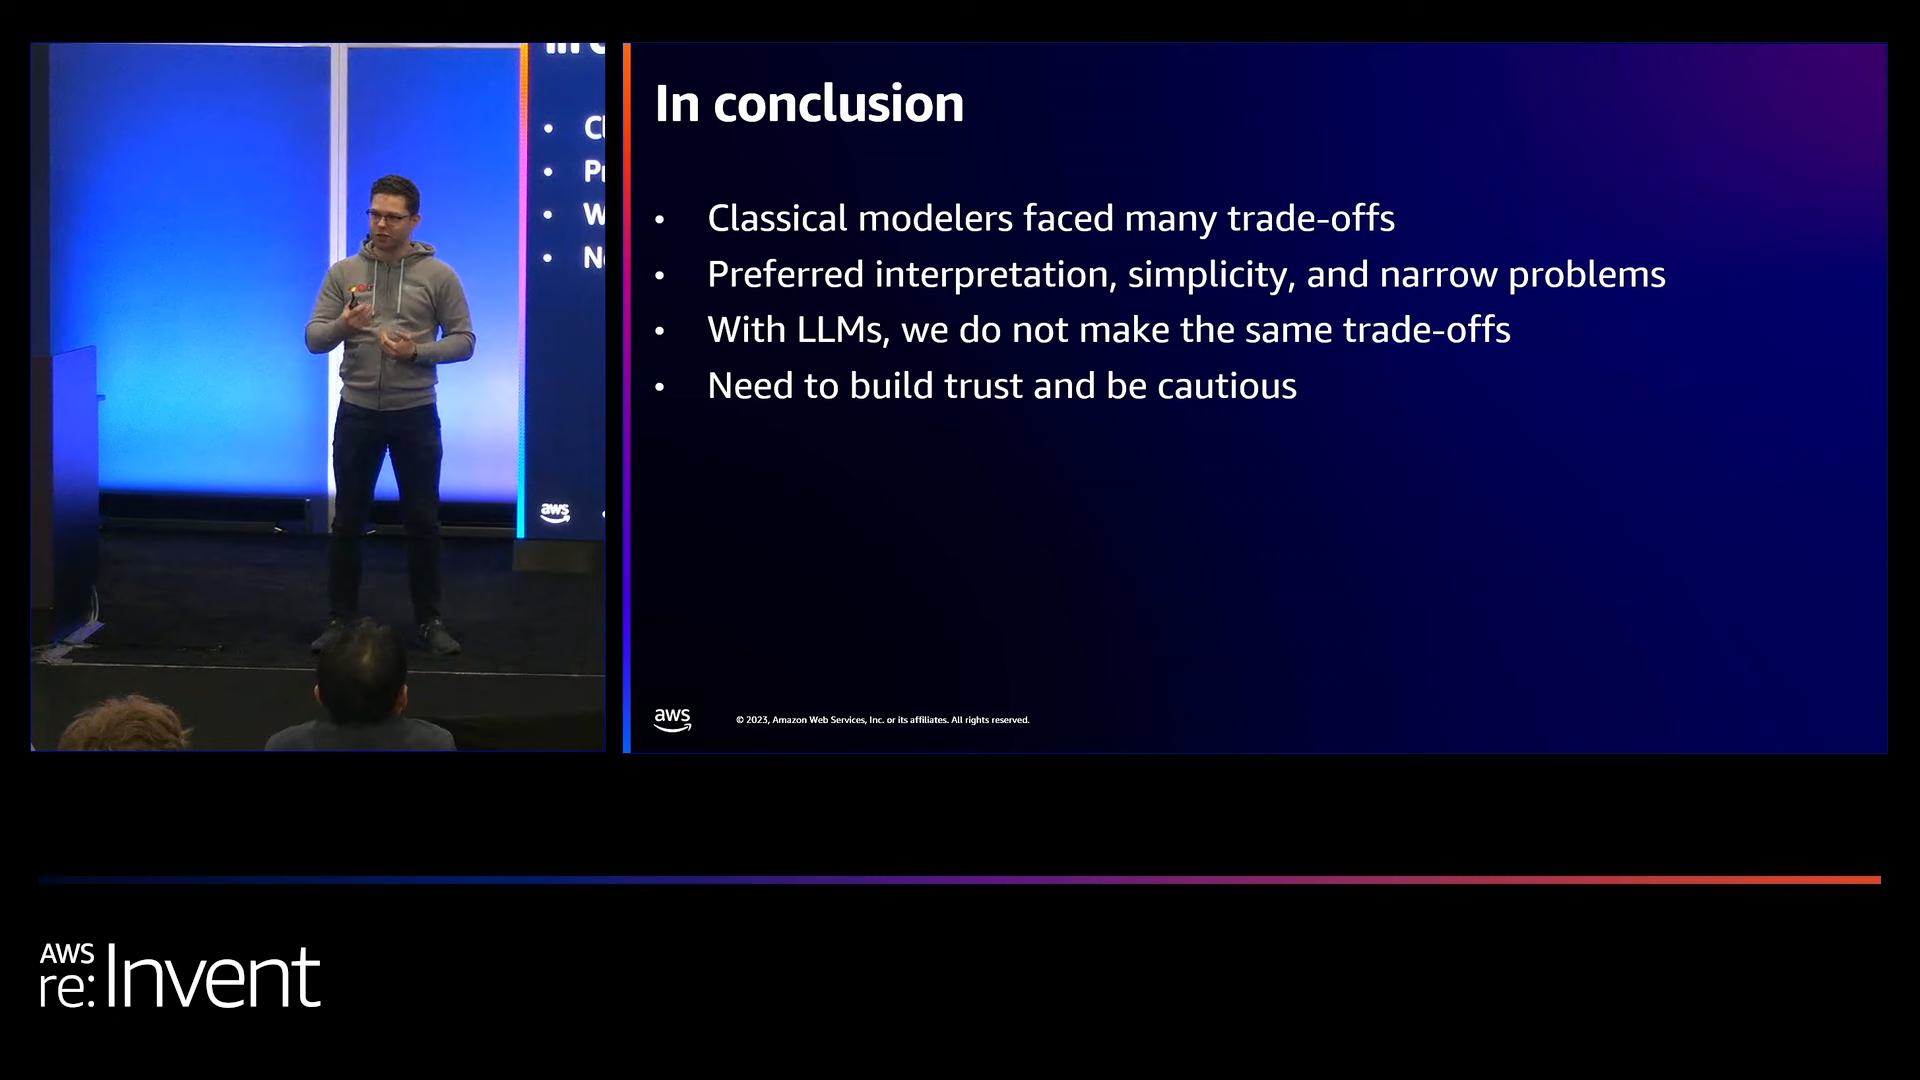 In conclusion
• Classical modelers faced many trade-offs
• Preferred interpretation, simplicity, and narrow problems
• With LLMs, we do not make the same trade-offs
• Need to build trust and be cautious
aws
© 2023, Amazon Web Services, Inc. or its affiliates. All rights reserved.
aws
AWS
re:Invent